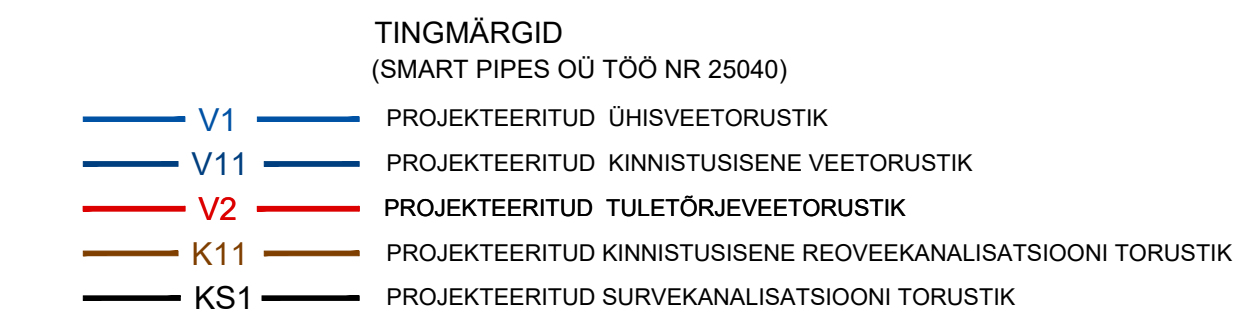 TINGMÄRGID
(SMART PIPES OÜ TÖÖ NR 25040)
V1 PROJEKTEERITUD ÜHISVEETORUSTIK
V11 PROJEKTEERITUD KINNISTUSISENE VEETORUSTIK
V2 PROJEKTEERITUD TULETÕRJEVEETORUSTIK
K11 PROJEKTEERITUD KINNISTUSISENE REOVEEKANALISATSIOONI TORUSTIK
KS1 PROJEKTEERITUD SURVEKANALISATSIOONI TORUSTIK